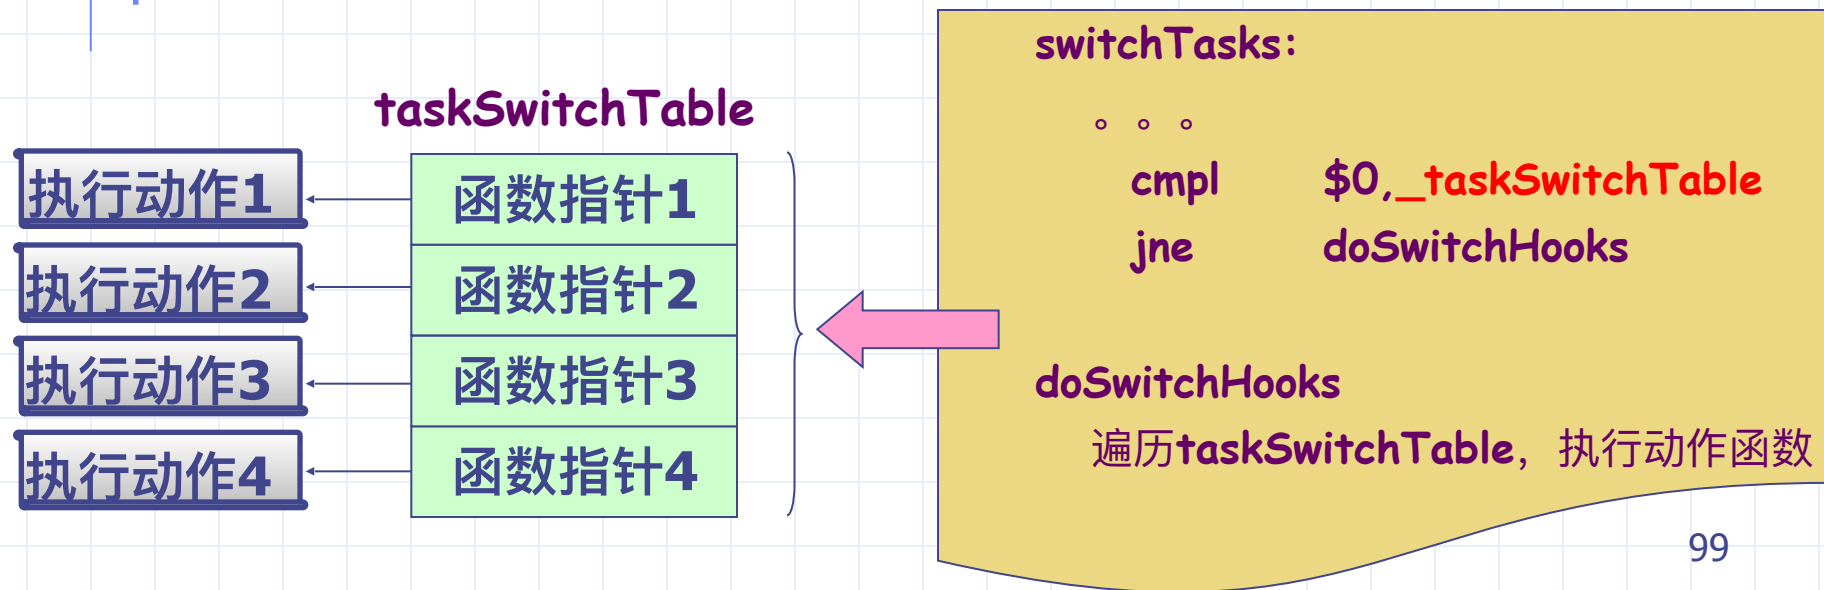 taskSwitchTable
执行动作1
执行动作2
执行动作3
执行动作4
函数指针1
函数指针2
函数指针3
函数指针4
switchTasks:
。。。
cmpl $0,_taskSwitchTable
jne doSwitchHooks
doSwitchHooks
遍历taskSwitchTable，执行动作函数
99